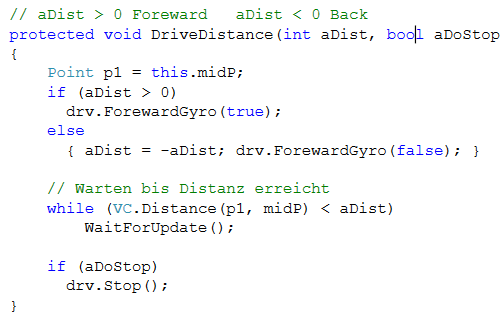 // aDist > 0 Foreward   aDist < 0 Back
protected void DriveDistance(int aDist, bool aDoStop
{
    Point p1 = this.midP;
    if (aDist > 0)
      drv.ForewardGyro(true);
    else
      { aDist = -aDist; drv.ForewardGyro(false); }

    // Warten bis Distanz erreicht
    while (VC.Distance(p1, midP) < aDist)
        WaitForUpdate();

    if (aDoStop)
      drv.Stop();
}